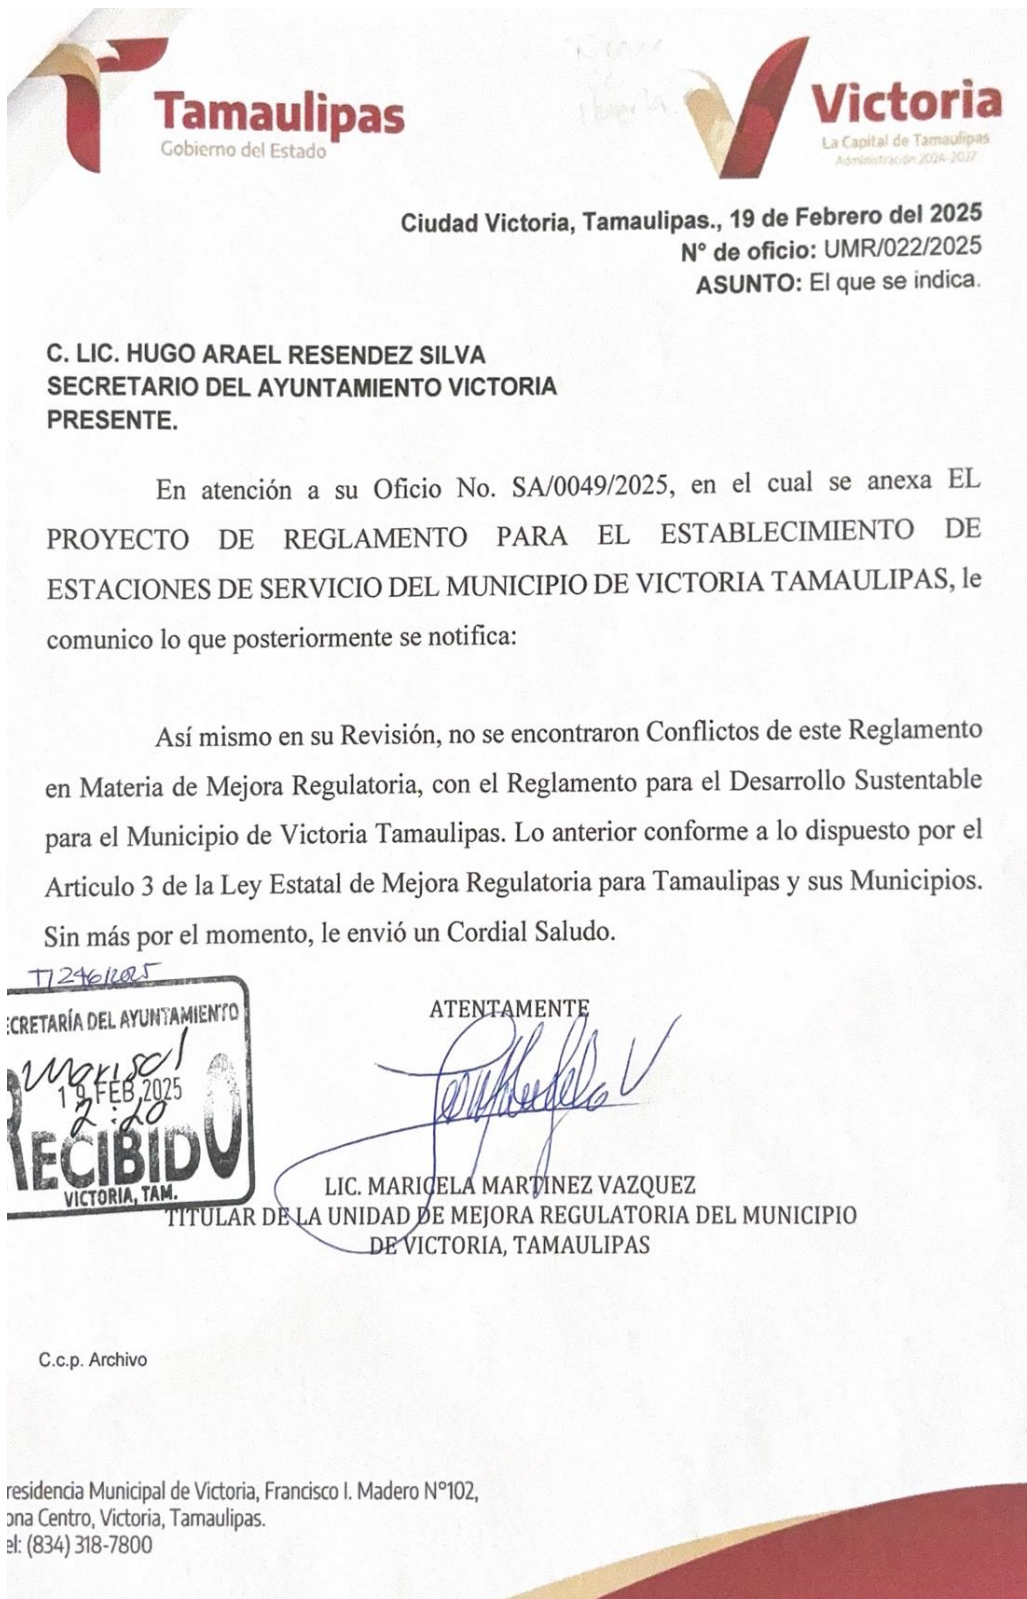 Tamaulipas
Gobierno del Estado
Victoria
La Capital de Tamaulipas
Administración 2024-2027
Ciudad Victoria, Tamaulipas., 19 de Febrero del 2025
N° de oficio: UMR/022/2025
ASUNTO: El que se indica.
C. LIC. HUGO ARAEL RESENDEZ SILVA
SECRETARIO DEL AYUNTAMIENTO VICTORIA
PRESENTE.
En atención a su Oficio No. SA/0049/2025, en el cual se anexa EL
PROYECTO DE REGLAMENTO PARA EL ESTABLECIMIENTO DE
ESTACIONES DE SERVICIO DEL MUNICIPIO DE VICTORIA TAMAULIPAS, le
comunico lo que posteriormente se notifica:
Así mismo en su Revisión, no se encontraron Conflictos de este Reglamento
en Materia de Mejora Regulatoria, con el Reglamento para el Desarrollo Sustentable
para el Municipio de Victoria Tamaulipas. Lo anterior conforme a lo dispuesto por el
Articulo 3 de la Ley Estatal de Mejora Regulatoria para Tamaulipas y sus Municipios.
Sin más por el momento, le envió un Cordial Saludo.
CRETARÍA DEL AYUNTAMIENTO
Marisol
19 FEB 2025
2:20
RECIBIDO
VICTORIA, TAM.
ATENTAMENTE
LIC. MARICELA MARTINEZ VAZQUEZ
TITULAR DE LA UNIDAD DE MEJORA REGULATORIA DEL MUNICIPIO
DE VICTORIA, TAMAULIPAS
C.c.p. Archivo
residencia Municipal de Victoria, Francisco I. Madero N°102,
ona Centro, Victoria, Tamaulipas.
el: (834) 318-7800